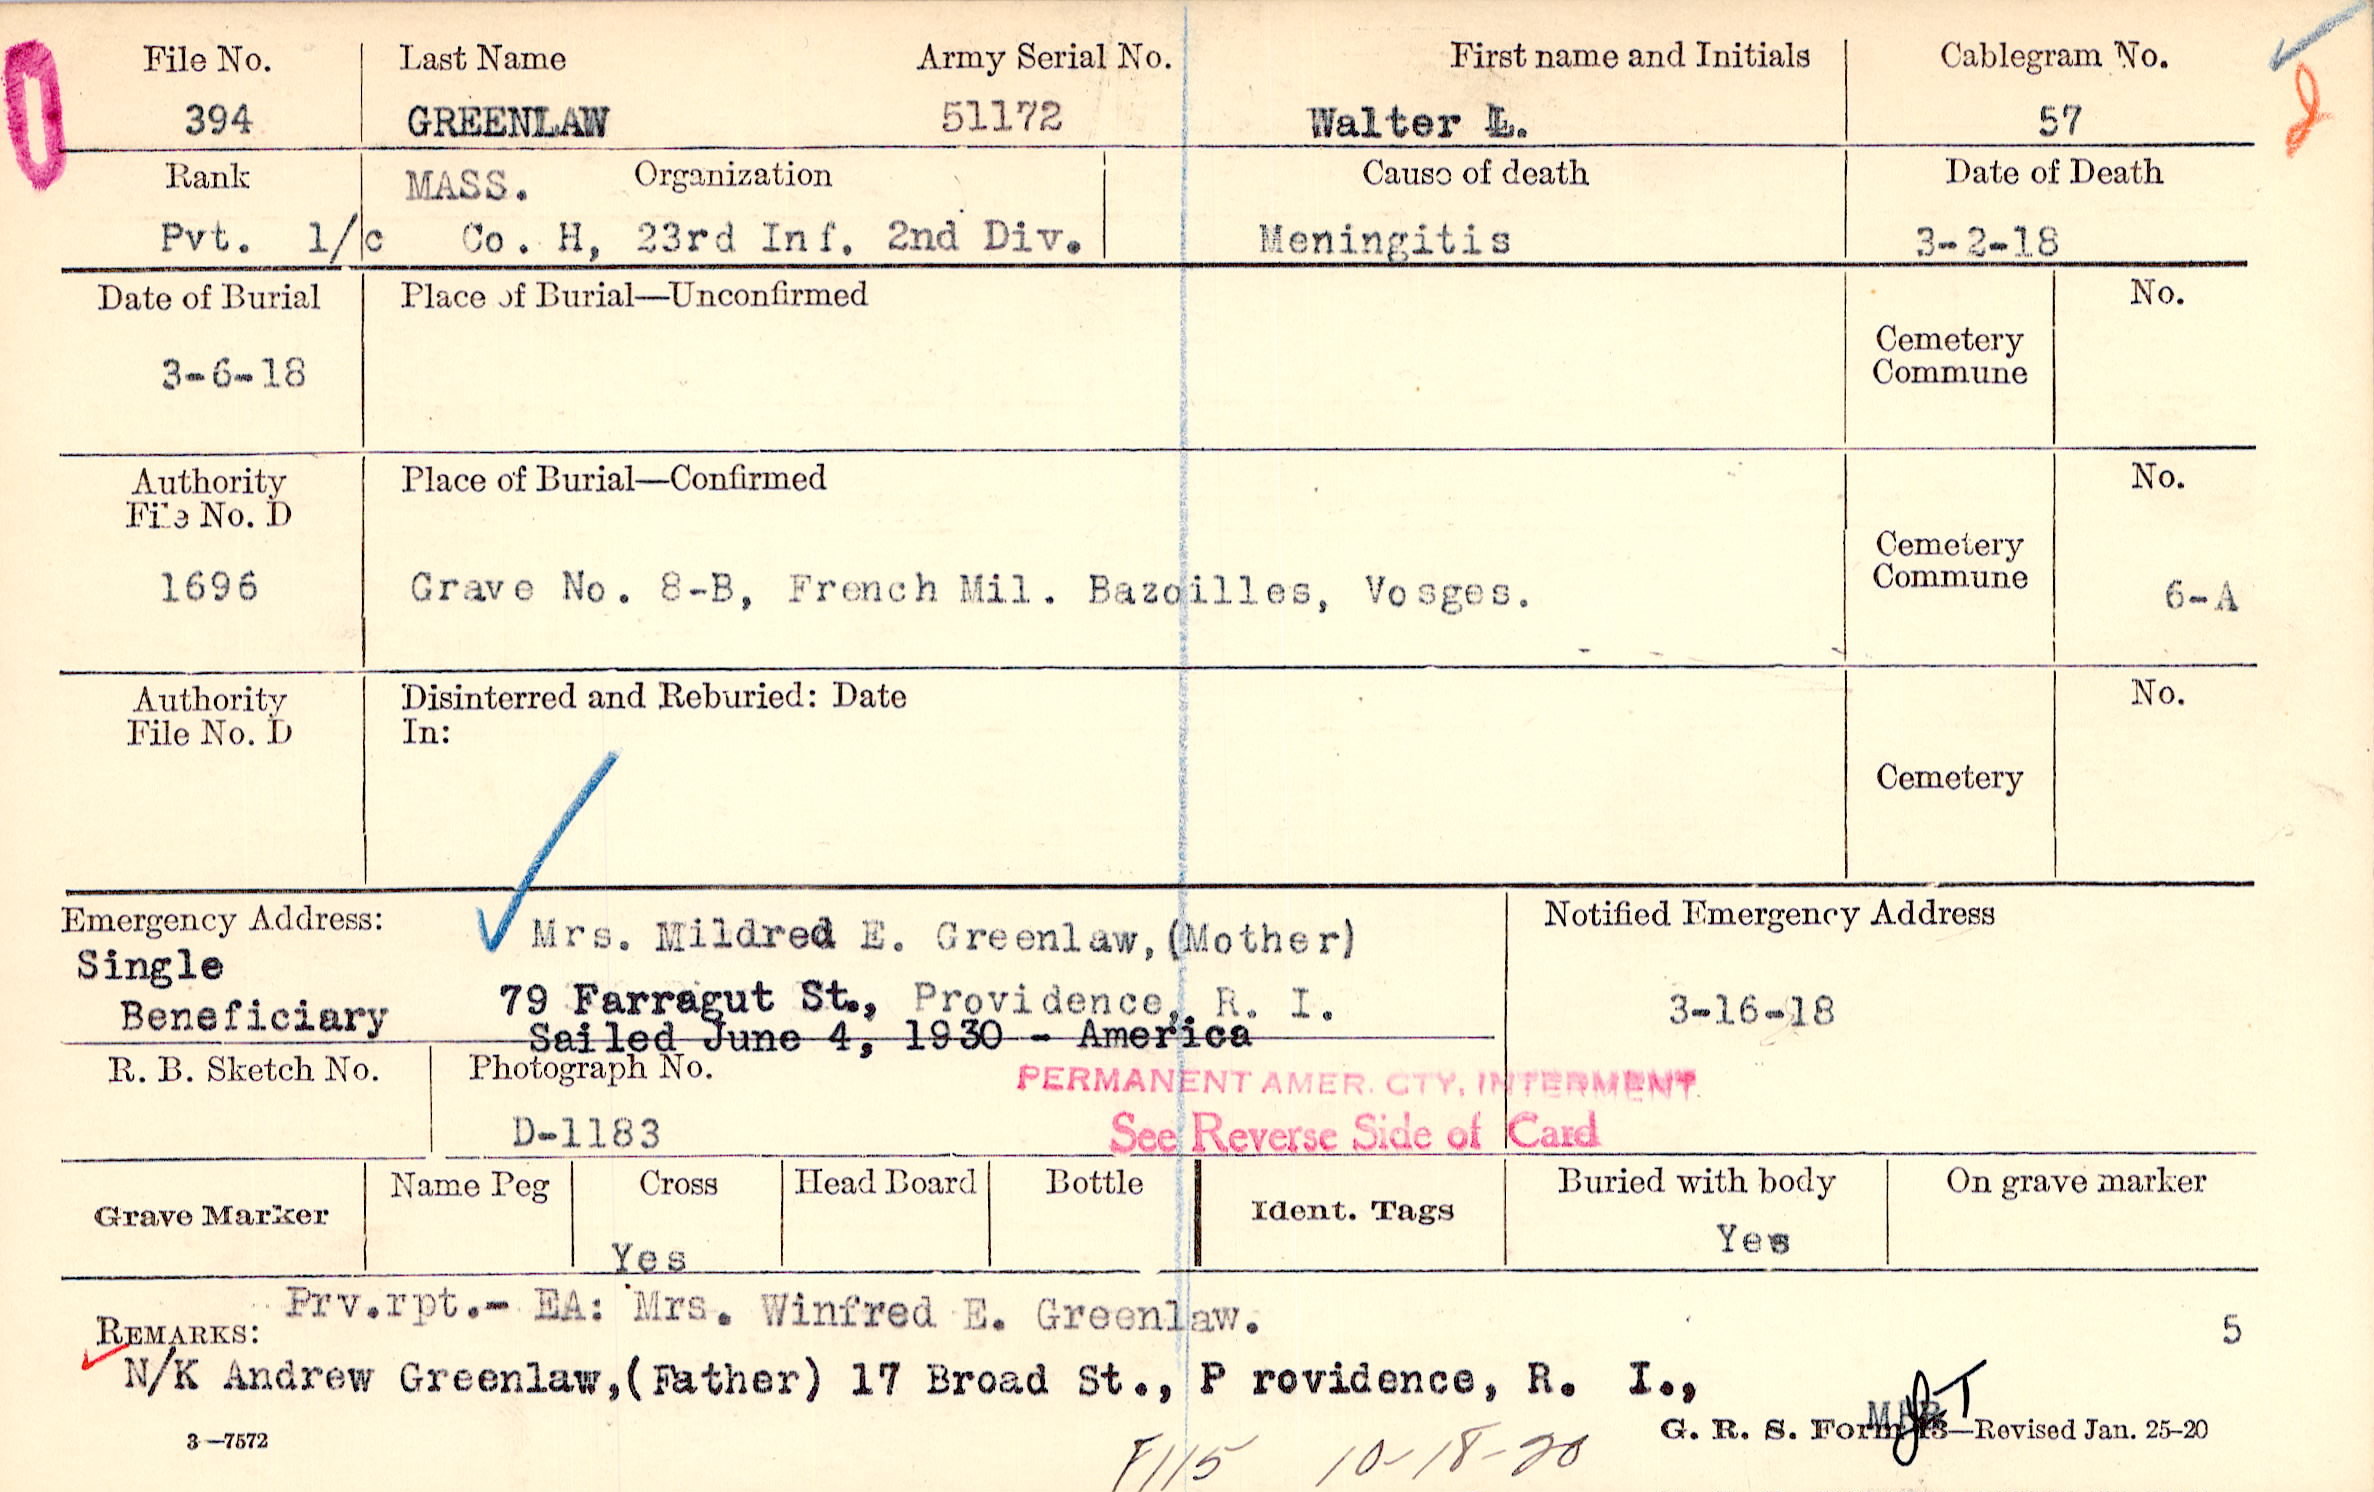 File No. Last Name Army Serial No. First name and Initials Cablegram No.
394 GREENLAW 51172 Walter L. 57
Rank MASS. Organization Cause of death Date of Death
Pvt. 1/c Co. H, 23rd Inf. 2nd Div. Meningitis 3-2-18
Date of Burial Place of Burial—Unconfirmed No.
Cemetery
Commune
3-6-18
Authority Place of Burial—Confirmed No.
File No. D
Cemetery
Commune
1696 Grave No. 8-B, French Mil. Bazoilles, Vosges. 6-A
Authority Disinterred and Reburied: Date No.
File No. D In:
Cemetery
Emergency Address: Mrs. Mildred E. Greenlaw,(Mother) Notified Emergency Address
Single
Beneficiary 79 Farragut St., Providence, R. I. 3-16-18
Sailed June 4, 1930 - America
R. B. Sketch No. Photograph No. PERMANENT AMER. CTY. INTERMENT
D-1183 See Reverse Side of Card
Grave Marker Name Peg Cross Head Board Bottle Ident. Tags Buried with body On grave marker
Yes Yes
Prv.rpt.- EA: Mrs. Winfred E. Greenlaw.
REMARKS: 5
N/K Andrew Greenlaw,(Father) 17 Broad St., P rovidence, R. I.,
3—7572 G. R. S. Form 13—Revised Jan. 25-20
F115 10-18-20